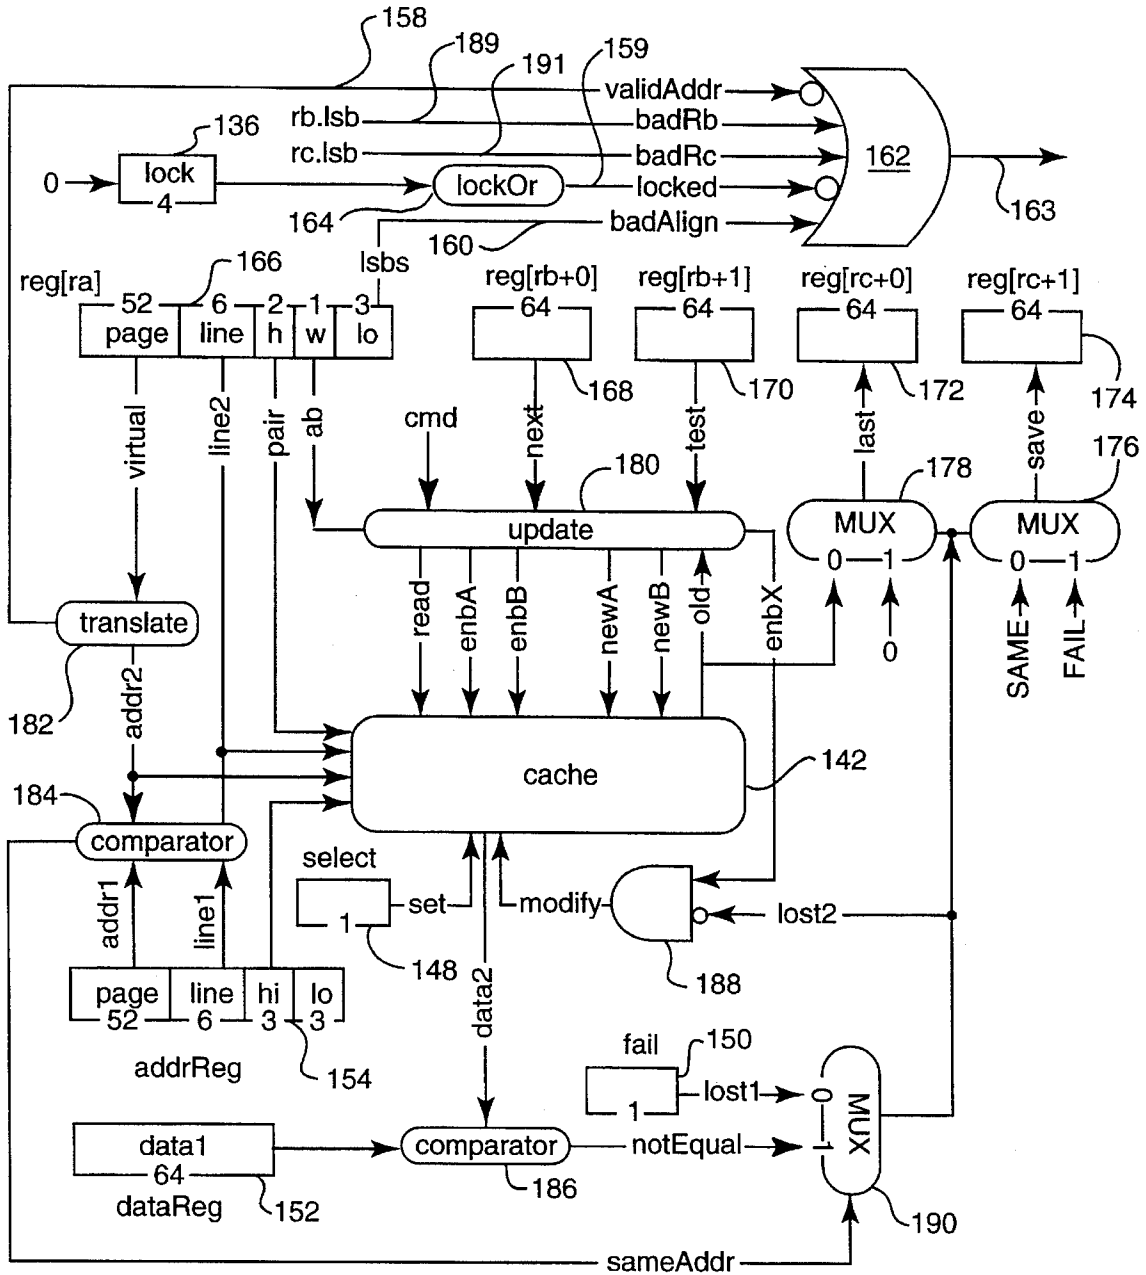 158
189
191
159
validAddr
rb.lsb
badRb
136
rc.lsb
badRc
162
0
lock
4
lockOr
locked
164
163
160
badAlign
lsbs
reg[ra]
166
reg[rb+0]
reg[rb+1]
reg[rc+0]
reg[rc+1]
52 6 2 1 3
page line h w lo
64
64
64
64
168
170
172
174
virtual
line2
pair
ab
cmd
next
test
last
save
180
178
176
update
MUX
0 1
MUX
0 1
read
enbA
enbB
newA
newB
old
enbX
0
SAME
FAIL
translate
182
addr2
cache
142
184
comparator
select
1
set
148
modify
lost2
188
addr1
line1
page line hi lo
52 6 3 3
addrReg
154
data2
fail
150
1
lost1
0
1
MUX
data1
64
dataReg
152
comparator
186
notEqual
190
sameAddr